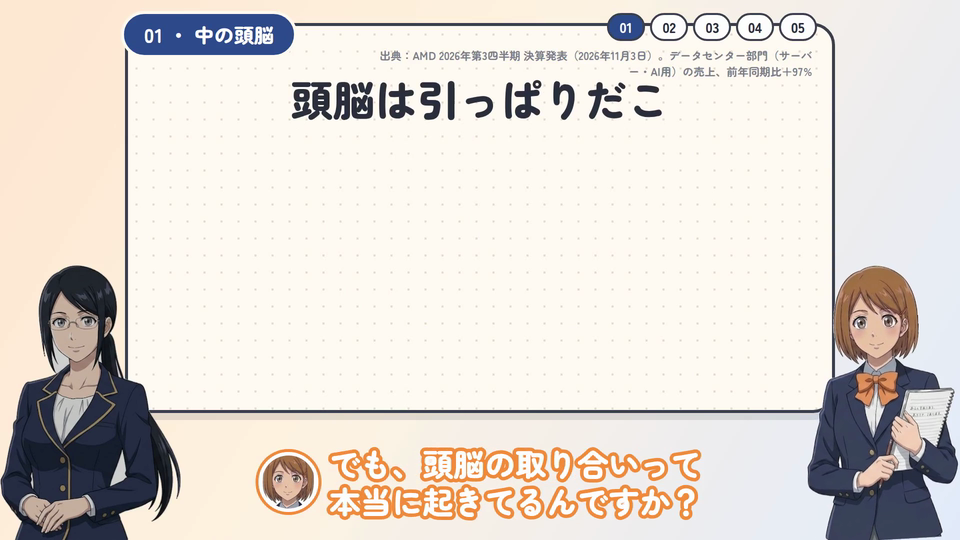 01 ・ 中の頭脳
01 02 03 04 05
出典：AMD 2026年第3四半期 決算発表（2026年11月3日）。データセンター部門（サーバ
ー・AI用）の売上、前年同期比＋97%
頭脳は引っぱりだこ
でも、頭脳の取り合いって
本当に起きてるんですか？